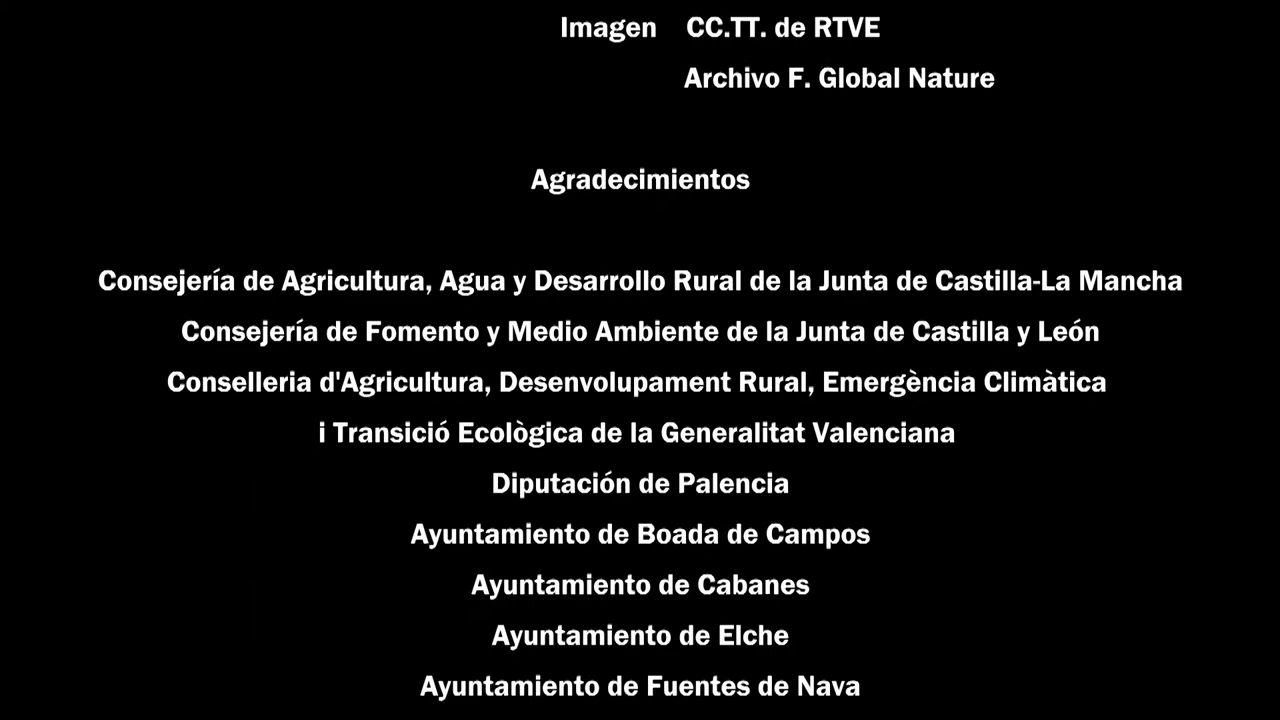 Imagen CC.TT. de RTVE
Archivo F. Global Nature
Agradecimientos
Consejería de Agricultura, Agua y Desarrollo Rural de la Junta de Castilla-La Mancha
Consejería de Fomento y Medio Ambiente de la Junta de Castilla y León
Conselleria d'Agricultura, Desenvolupament Rural, Emergència Climàtica
i Transició Ecològica de la Generalitat Valenciana
Diputación de Palencia
Ayuntamiento de Boada de Campos
Ayuntamiento de Cabanes
Ayuntamiento de Elche
Ayuntamiento de Fuentes de Nava